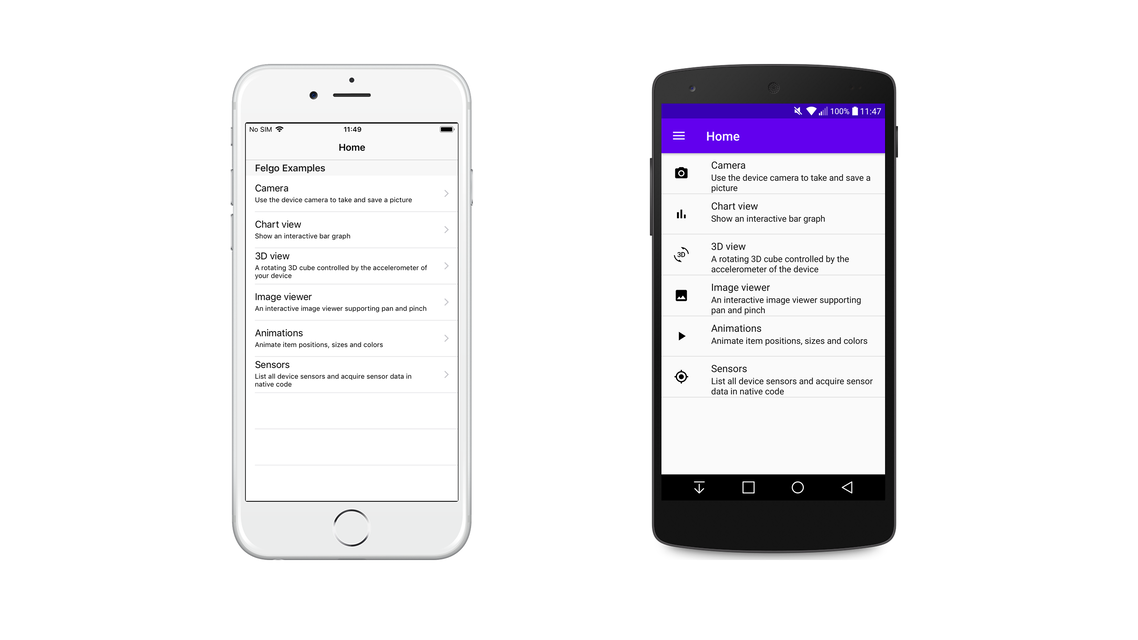 No SIM 11:49
Home
Felgo Examples
Camera
Use the device camera to take and save a picture
Chart view
Show an interactive bar graph
3D view
A rotating 3D cube controlled by the accelerometer of
your device
Image viewer
An interactive image viewer supporting pan and pinch
Animations
Animate item positions, sizes and colors
Sensors
List all device sensors and acquire sensor data in
native code
100% 11:47
Home
Camera
Use the device camera to take and save a
picture
Chart view
Show an interactive bar graph
3D
3D view
A rotating 3D cube controlled by the
accelerometer of the device
Image viewer
An interactive image viewer supporting
pan and pinch
Animations
Animate item positions, sizes and colors
Sensors
List all device sensors and acquire sensor
data in native code